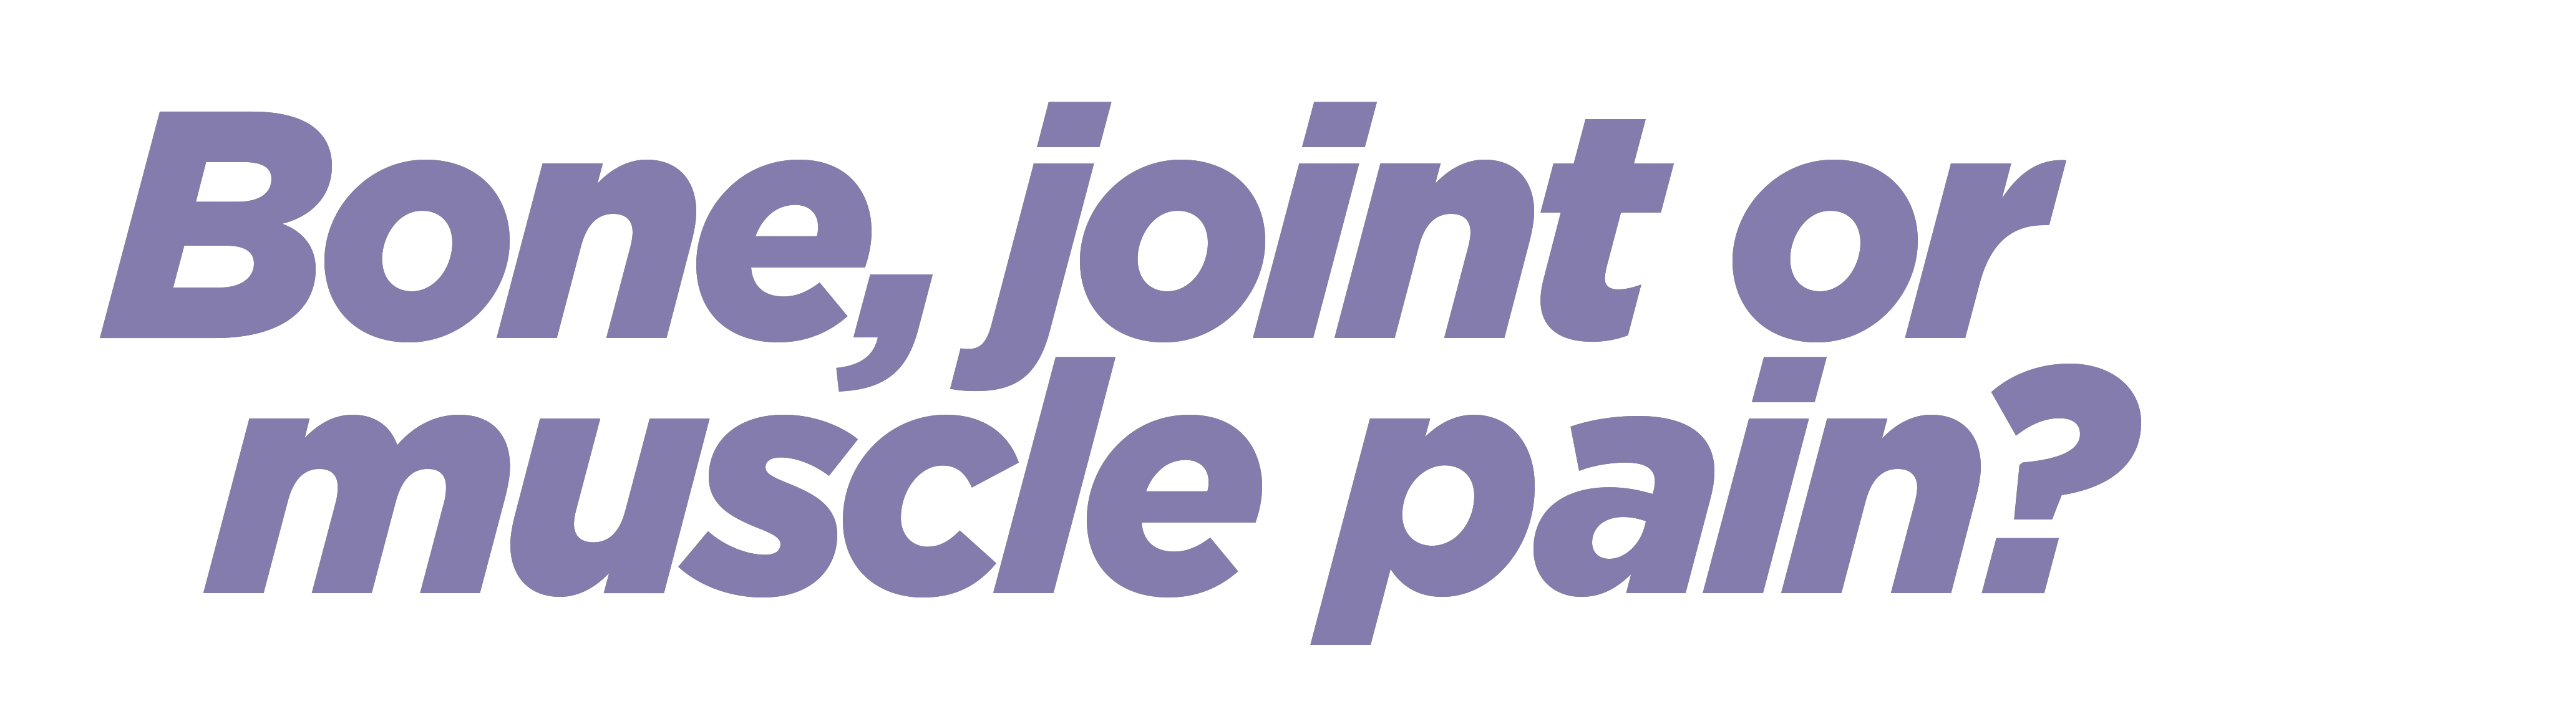 Bone, joint or
muscle pain?